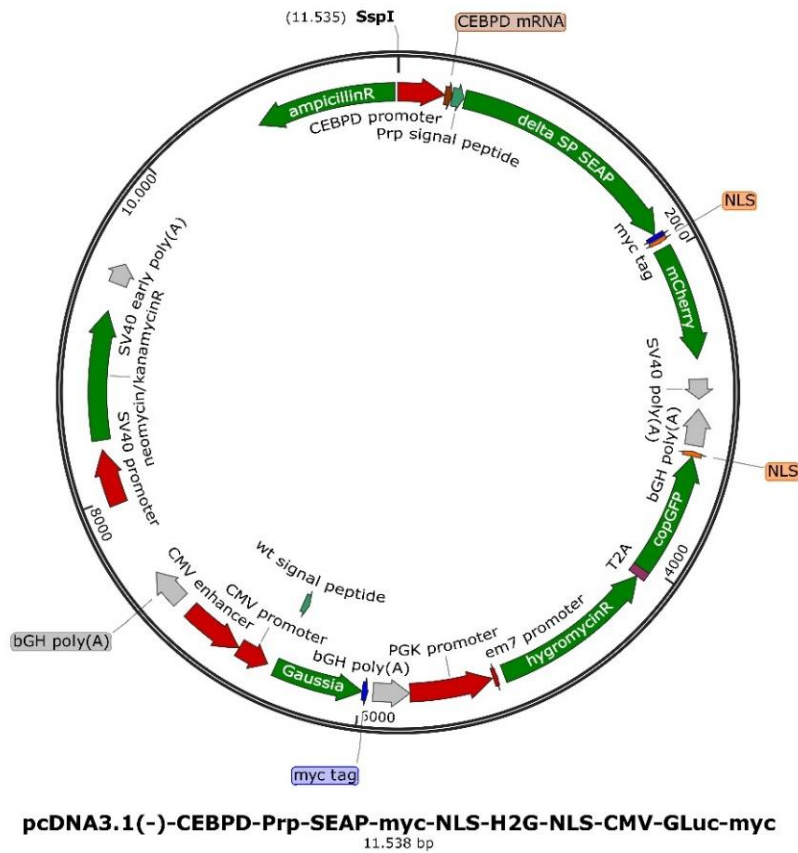 (11.535) SspI
CEBPD mRNA
ampicillinR
CEBPD promoter
Prp signal peptide
delta SP SEAP
NLS
2000
myc tag
mCherry
SV40 poly(A)
bGH poly(A)
NLS
copGFP
4000
T2A
hygromycinR
em7 promoter
PGK promoter
bGH poly(A)
6000
myc tag
Gaussia
wt signal peptide
CMV promoter
CMV enhancer
bGH poly(A)
8000
SV40 promoter
neomycin/kanamycinR
SV40 early poly(A)
10.000
pcDNA3.1(-)-CEBPD-Prp-SEAP-myc-NLS-H2G-NLS-CMV-GLuc-myc
11.538 bp